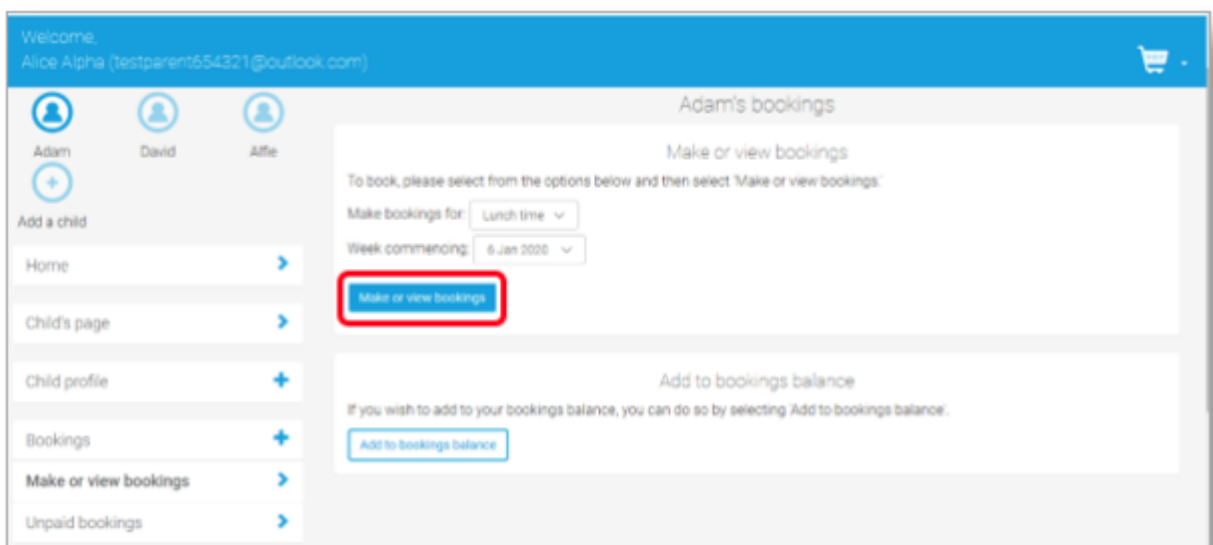 Welcome,
Alice Alpha (testparent654321@outlook.com)
Adam
David
Alfie
Add a child
Home
Child's page
Child profile
Bookings
Make or view bookings
Unpaid bookings
Adam's bookings
Make or view bookings
To book, please select from the options below and then select 'Make or view bookings.'
Make bookings for: Lunch time
Week commencing: 6 Jan 2020
Make or view bookings
Add to bookings balance
If you wish to add to your bookings balance, you can do so by selecting 'Add to bookings balance'.
Add to bookings balance